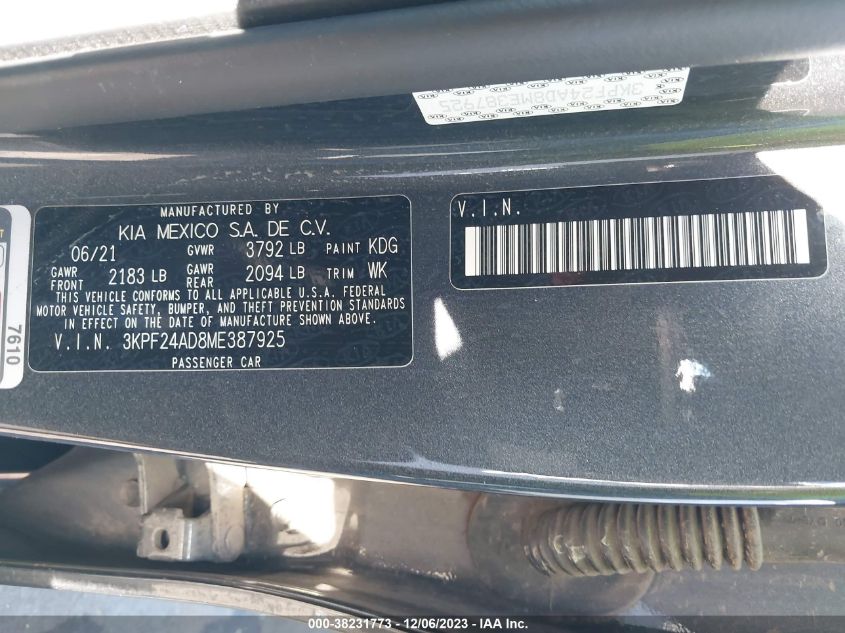 3KPF24AD8ME387925
MANUFACTURED BY
KIA MEXICO S.A. DE C.V.
06/21 GVWR 3792 LB PAINT KDG
GAWR FRONT 2183 LB GAWR REAR 2094 LB TRIM WK
THIS VEHICLE CONFORMS TO ALL APPLICABLE U.S.A. FEDERAL
MOTOR VEHICLE SAFETY, BUMPER, AND THEFT PREVENTION STANDARDS
IN EFFECT ON THE DATE OF MANUFACTURE SHOWN ABOVE.
V.I.N. 3KPF24AD8ME387925
PASSENGER CAR
V.I.N.
7610
000-38231773 - 12/06/2023 - © IAA Holdings, LLC.